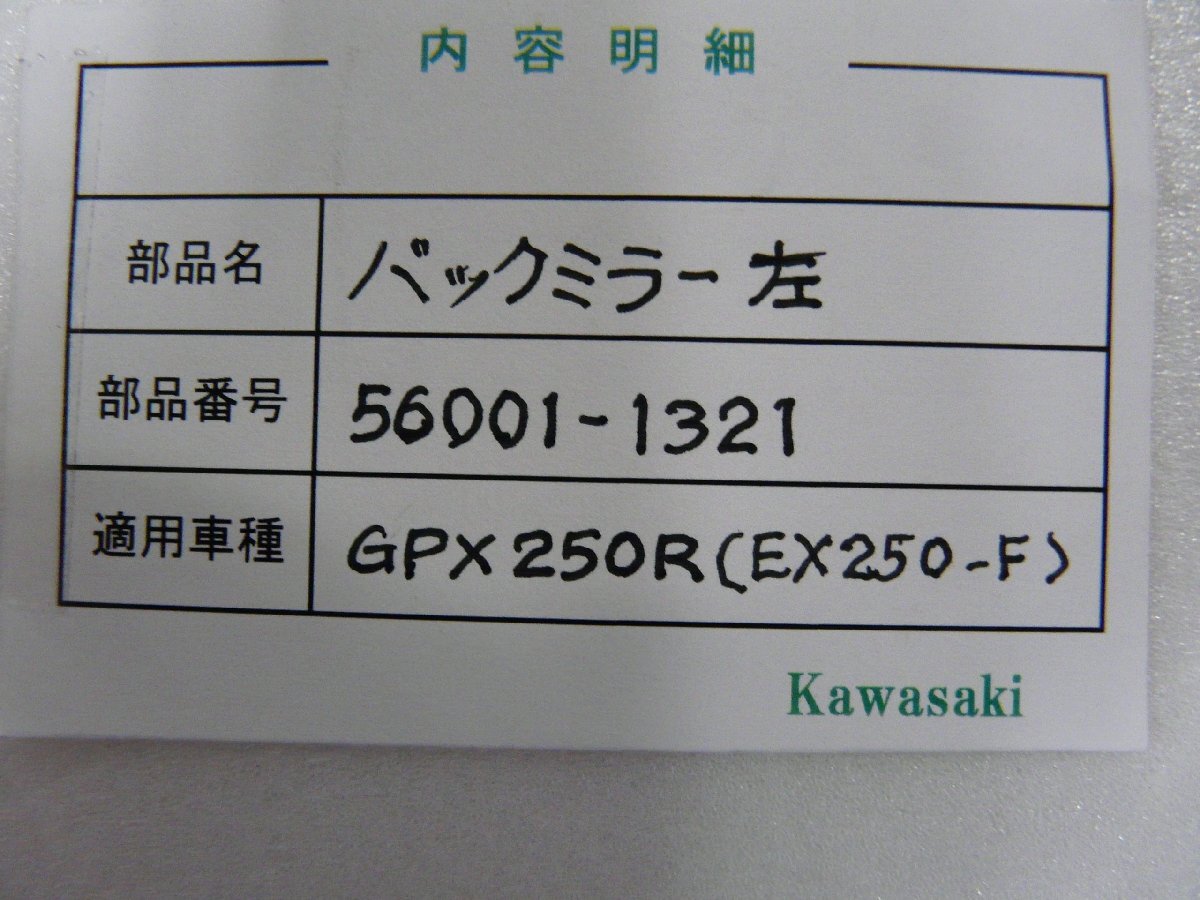 内容明細
部品名 バックミラー 左
部品番号 56001-1321
適用車種 GPX250R(EX250-F)
Kawasaki